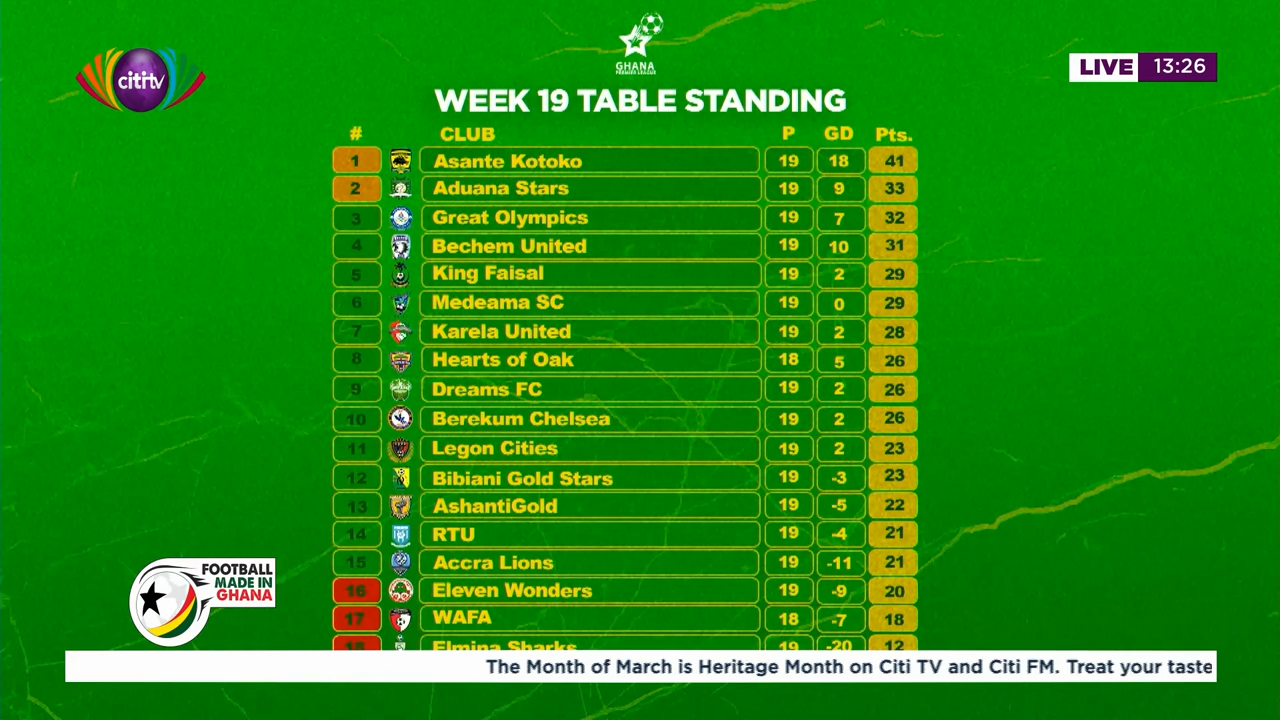 GHANA
PREMIER LEAGUE
cititv
LIVE 13:26
WEEK 19 TABLE STANDING
# CLUB P GD Pts.
1 Asante Kotoko 19 18 41
2 Aduana Stars 19 9 33
3 Great Olympics 19 7 32
4 Bechem United 19 10 31
5 King Faisal 19 2 29
6 Medeama SC 19 0 29
7 Karela United 19 2 28
8 Hearts of Oak 18 5 26
9 Dreams FC 19 2 26
10 Berekum Chelsea 19 2 26
11 Legon Cities 19 2 23
12 Bibiani Gold Stars 19 -3 23
13 AshantiGold 19 -5 22
14 RTU 19 -4 21
15 Accra Lions 19 -11 21
16 Eleven Wonders 19 -9 20
17 WAFA 18 -7 18
18 Elmina Sharks 19 -20 12
FOOTBALL
MADE IN
GHANA
The Month of March is Heritage Month on Citi TV and Citi FM. Treat your taste